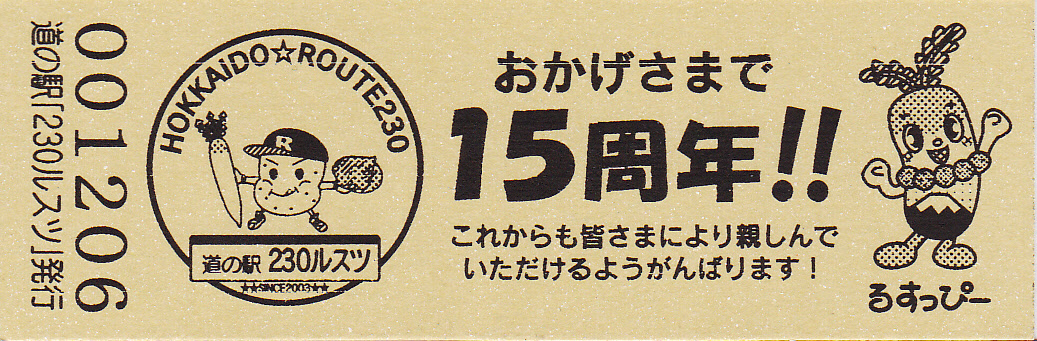 001206
道の駅「230ルスツ」発行
HOKKAiDO☆ROUTE230
R
道の駅 230ルスツ
★★SINCE2003★★
おかげさまで
15周年!!
これからも皆さまにより親しんで
いただけるようがんばります!
るすっぴー